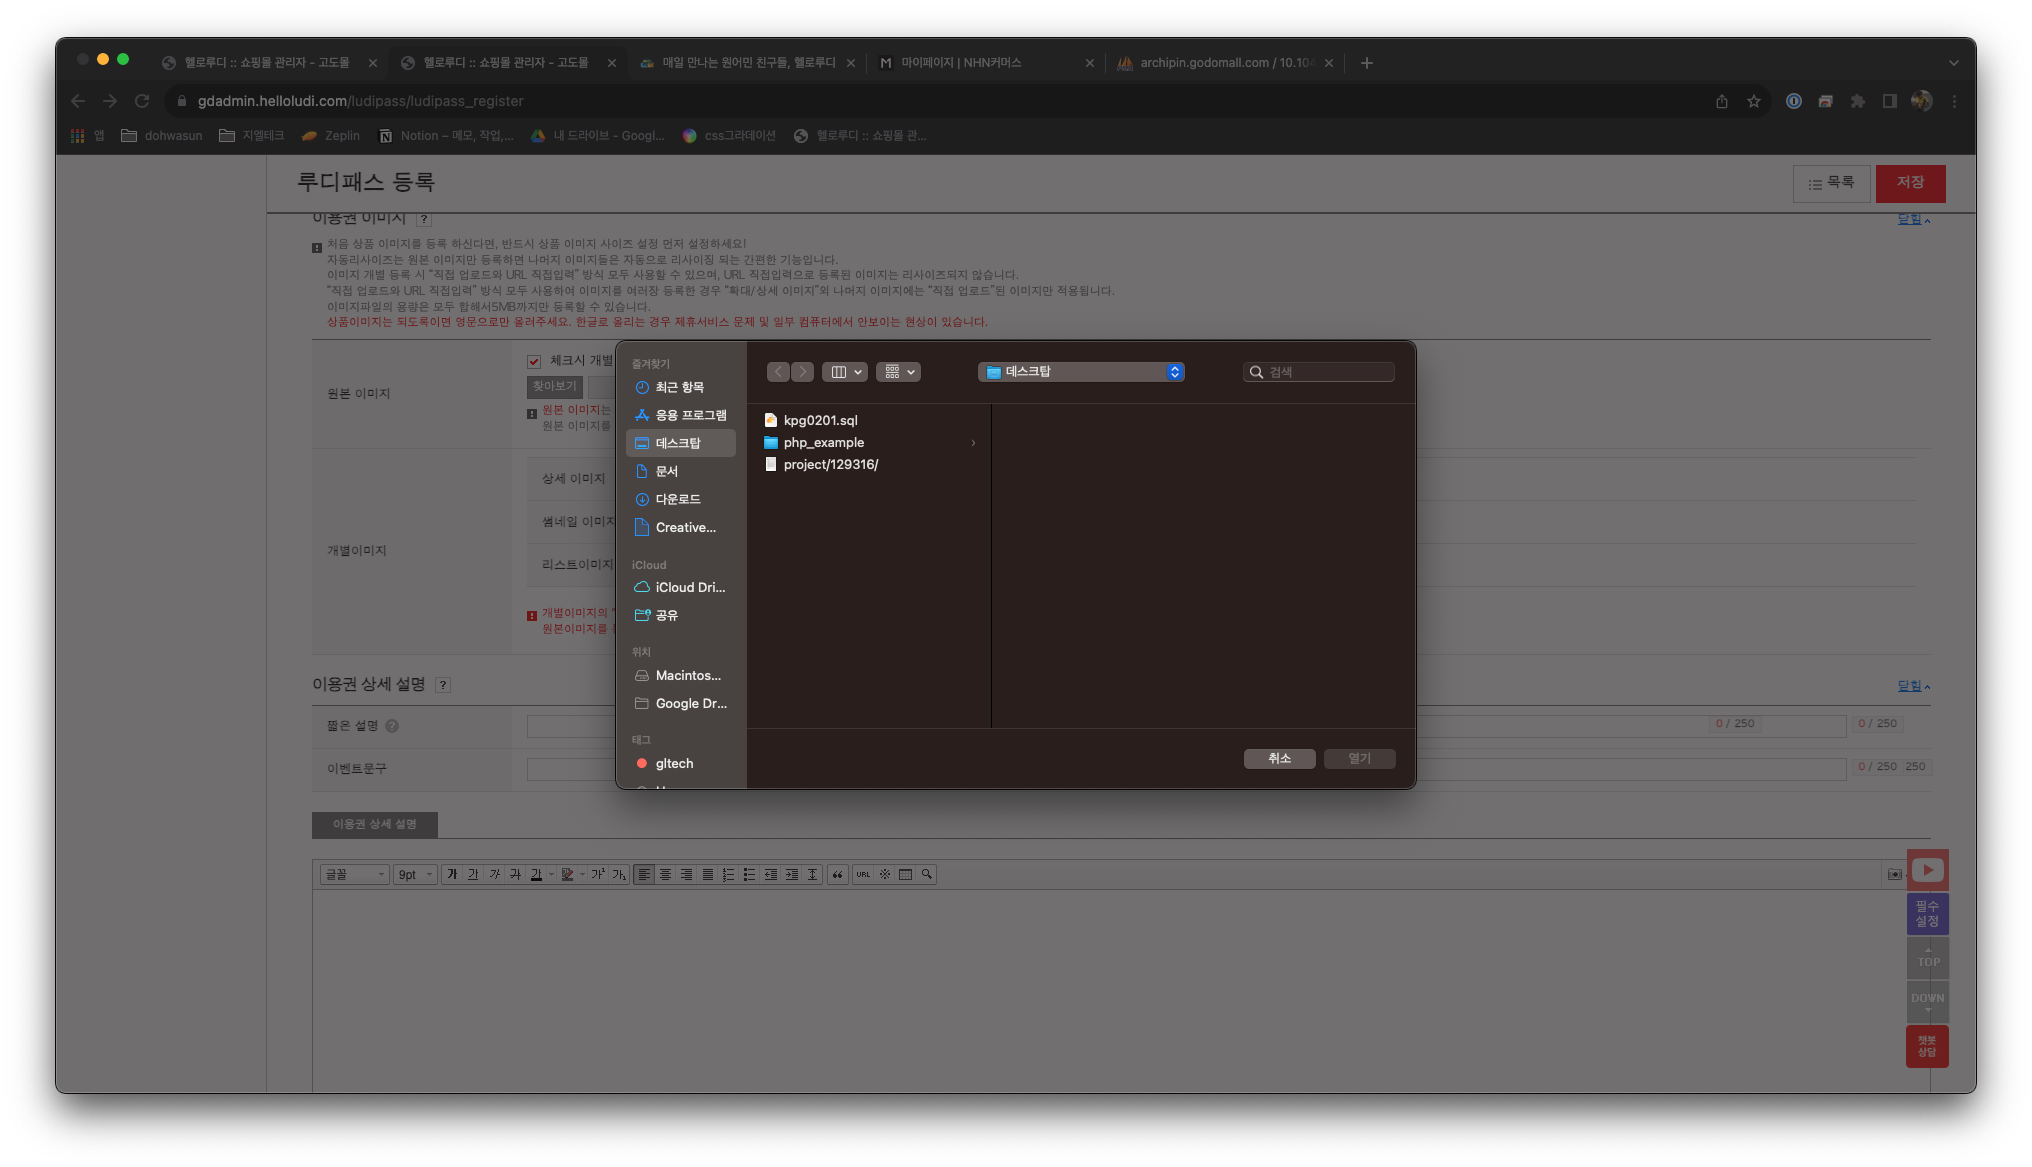 헬로루디 :: 쇼핑몰 관리자 - 고도몰
헬로루디 :: 쇼핑몰 관리자 - 고도몰
매일 만나는 원어민 친구들, 헬로루디
마이페이지 | NHN커머스
archipin.godomall.com / 10.104
gdadmin.helloludi.com/ludipass/ludipass_register
앱
dohwasun
지엘테크
Zeplin
Notion – 메모, 작업,...
내 드라이브 - Googl...
css그라데이션
헬로루디 :: 쇼핑몰 관...
루디패스 등록
목록
저장
이용권 이미지 ?
닫힘
처음 상품 이미지를 등록 하신다면, 반드시 상품 이미지 사이즈 설정 먼저 설정하세요!
자동리사이즈는 원본 이미지만 등록하면 나머지 이미지들은 자동으로 리사이징 되는 간편한 기능입니다.
이미지 개별 등록 시 "직접 업로드와 URL 직접입력" 방식 모두 사용할 수 있으며, URL 직접입력으로 등록된 이미지는 리사이즈되지 않습니다.
"직접 업로드와 URL 직접입력" 방식 모두 사용하여 이미지를 여러장 등록한 경우 "확대/상세 이미지"의 나머지 이미지에는 "직접 업로드"된 이미지만 적용됩니다.
이미지파일의 용량은 모두 합해서5MB까지만 등록할 수 있습니다.
상품이미지는 되도록이면 영문으로만 올려주세요. 한글로 올리는 경우 제휴서비스 문제 및 일부 컴퓨터에서 안보이는 현상이 있습니다.
원본 이미지
체크시 개별
찾아보기
원본 이미지는
원본 이미지를
개별이미지
상세 이미지
썸네일 이미지
리스트이미지
개별이미지의 "
원본이미지를
즐겨찾기
최근 항목
응용 프로그램
데스크탑
문서
다운로드
Creative...
iCloud
iCloud Dri...
공유
위치
Macintos...
Google Dr...
태그
gltech
데스크탑
검색
kpg0201.sql
php_example
project/129316/
취소
열기
이용권 상세 설명 ?
닫힘
짧은 설명 ?
0 / 250
0 / 250
이벤트문구
0 / 250
250
이용권 상세 설명
글꼴
9pt
가 가 가 가 가 가¹ 가₁
URL
필수
설정
TOP
DOWN
챗봇
상담